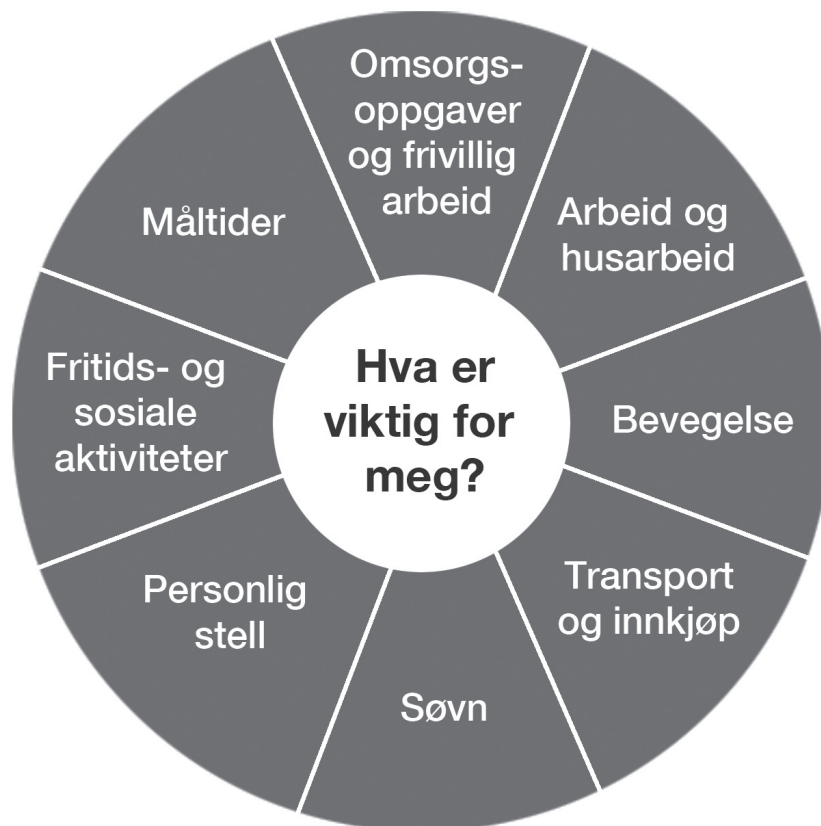 Omsorgs-
oppgaver
og frivillig
arbeid
Arbeid og
husarbeid
Bevegelse
Transport
og innkjøp
Søvn
Personlig
stell
Fritids- og
sosiale
aktiviteter
Måltider
Hva er
viktig for
meg?